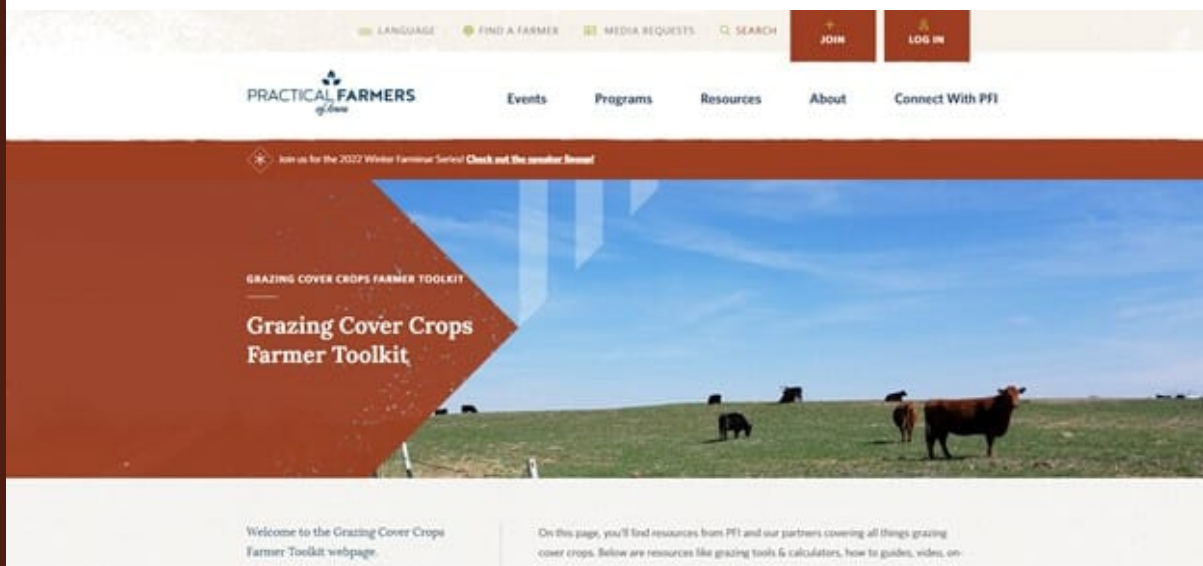 LANGUAGE FIND A FARMER MEDIA REQUESTS SEARCH JOIN LOG IN
PRACTICAL FARMERS
of Iowa
Events Programs Resources About Connect With PFI
Join us for the 2022 Winter Farminar Series! Check out the speaker lineup!
GRAZING COVER CROPS FARMER TOOLKIT
Grazing Cover Crops
Farmer Toolkit
Welcome to the Grazing Cover Crops
Farmer Toolkit webpage.
On this page, you'll find resources from PFI and our partners covering all things grazing
cover crops. Below are resources like grazing tools & calculators, how to guides, video, on-